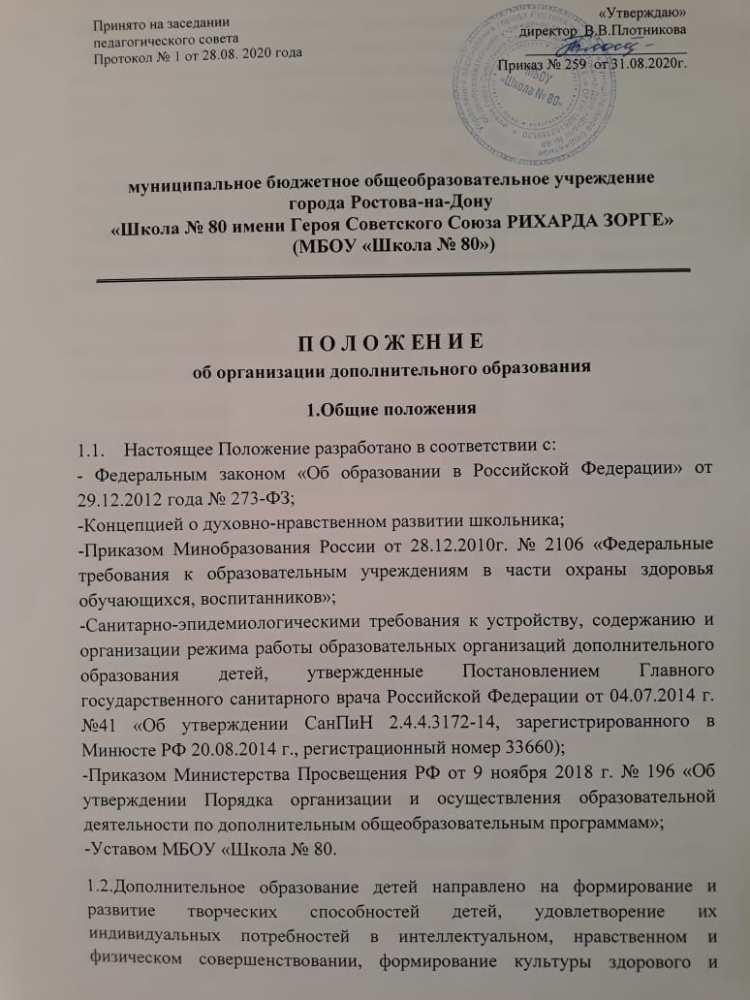 Принято на заседании
педагогического совета
Протокол № 1 от 28.08. 2020 года
«Утверждаю»
директор В.В.Плотникова
Приказ № 259 от 31.08.2020г.
МБОУ
«Школа № 80»
муниципальное бюджетное общеобразовательное учреждение
города Ростова-на-Дону
«Школа № 80 имени Героя Советского Союза РИХАРДА ЗОРГЕ»
(МБОУ «Школа № 80»)
П О Л О Ж Е Н И Е
об организации дополнительного образования
1.Общие положения
1.1. Настоящее Положение разработано в соответствии с:
- Федеральным законом «Об образовании в Российской Федерации» от
29.12.2012 года № 273-ФЗ;
-Концепцией о духовно-нравственном развитии школьника;
-Приказом Минобразования России от 28.12.2010г. № 2106 «Федеральные
требования к образовательным учреждениям в части охраны здоровья
обучающихся, воспитанников»;
-Санитарно-эпидемиологическими требования к устройству, содержанию и
организации режима работы образовательных организаций дополнительного
образования детей, утвержденные Постановлением Главного
государственного санитарного врача Российской Федерации от 04.07.2014 г.
№41 «Об утверждении СанПиН 2.4.4.3172-14, зарегистрированного в
Минюсте РФ 20.08.2014 г., регистрационный номер 33660);
-Приказом Министерства Просвещения РФ от 9 ноября 2018 г. № 196 «Об
утверждении Порядка организации и осуществления образовательной
деятельности по дополнительным общеобразовательным программам»;
-Уставом МБОУ «Школа № 80.
1.2.Дополнительное образование детей направлено на формирование и
развитие творческих способностей детей, удовлетворение их
индивидуальных потребностей в интеллектуальном, нравственном и
физическом совершенствовании, формирование культуры здорового и